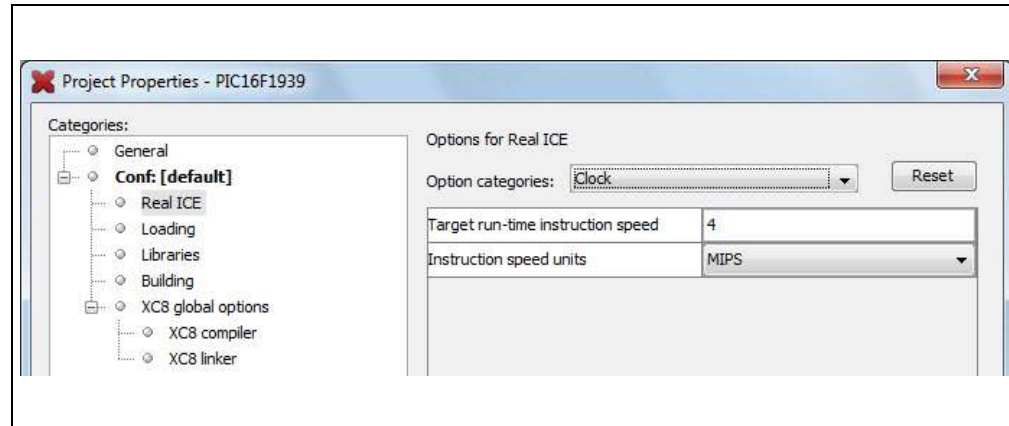 Project Properties - PIC16F1939
Categories:
General
Conf: [default]
Real ICE
Loading
Libraries
Building
XC8 global options
XC8 compiler
XC8 linker
Options for Real ICE
Option categories: Clock Reset
Target run-time instruction speed 4
Instruction speed units MIPS